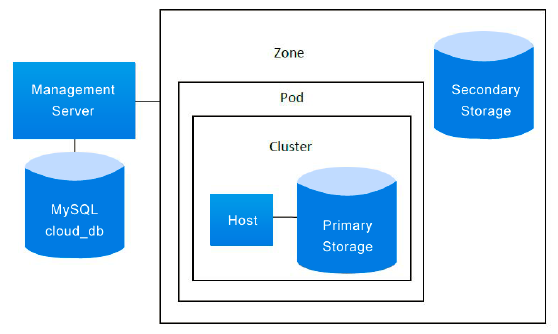 Zone
Secondary
Storage
Management
Server
Pod
Cluster
MySQL
cloud_db
Host
Primary
Storage